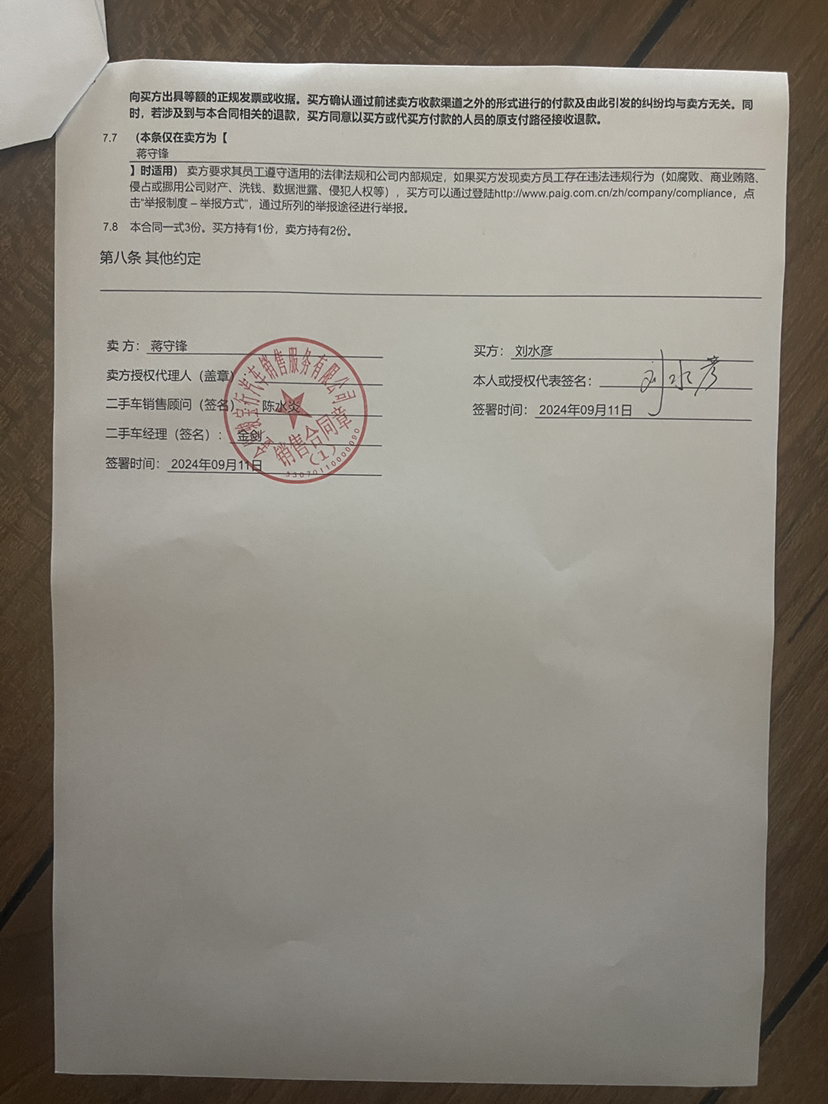 向买方出具等额的正规发票或收据。买方确认通过前述卖方收款渠道之外的形式进行的付款及由此引发的纠纷均与卖方无关。同
时，若涉及到与本合同相关的退款，买方同意以买方或代买方付款的人员的原支付路径接收退款。
7.7 （本条仅在卖方为【
蒋守锋
】时适用） 卖方要求其员工遵守适用的法律法规和公司内部规定，如果买方发现卖方员工存在违法违规行为（如腐败、商业贿赂、
侵占或挪用公司财产、洗钱、数据泄露、侵犯人权等），买方可以通过登陆http://www.paig.com.cn/zh/company/compliance，点
击“举报制度 – 举报方式”，通过所列的举报途径进行举报。
7.8 本合同一式3份。买方持有1份，卖方持有2份。
第八条 其他约定
卖 方： 蒋守锋
卖方授权代理人（盖章）
二手车销售顾问（签名） 陈水炎
二手车经理（签名）： 金剑
签署时间： 2024年09月11日
宝行汽车销售服务有限公司
销售合同章
（1）
买方： 刘水彦
本人或授权代表签名： 刘水彦
签署时间： 2024年09月11日